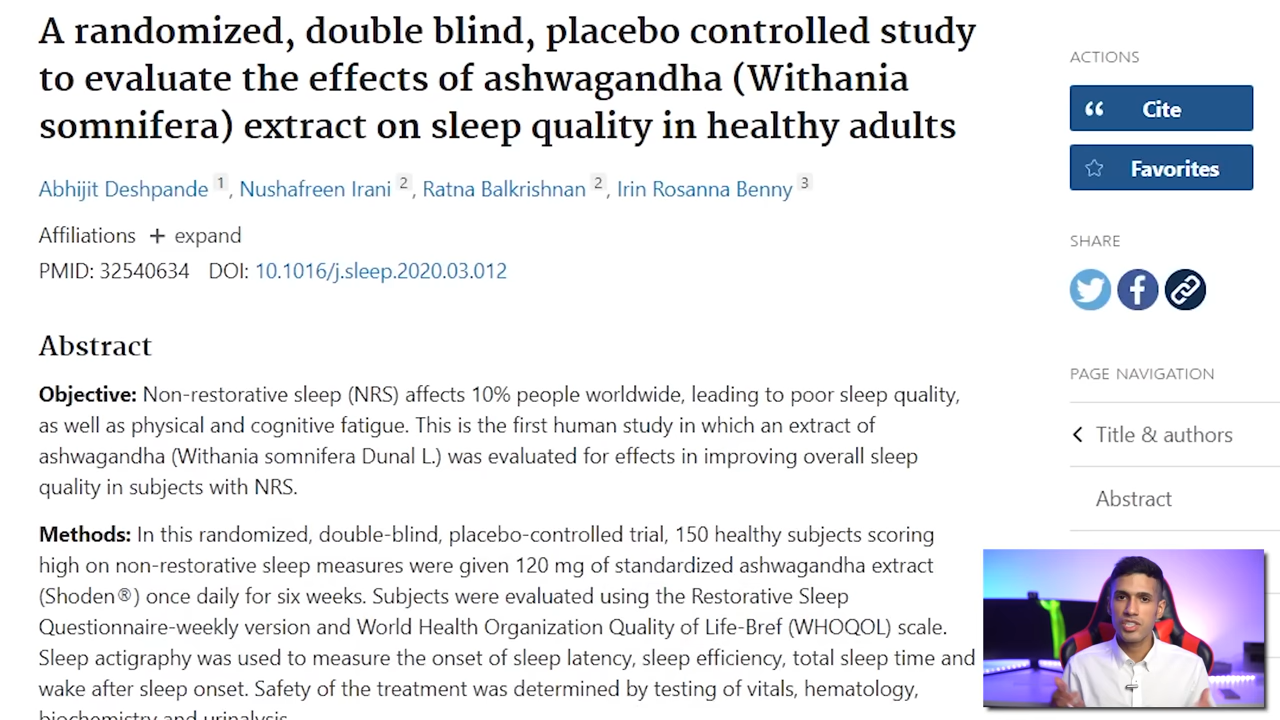 A randomized, double blind, placebo controlled study
to evaluate the effects of ashwagandha (Withania
somnifera) extract on sleep quality in healthy adults
Abhijit Deshpande 1, Nushafreen Irani 2, Ratna Balkrishnan 2, Irin Rosanna Benny 3
Affiliations + expand
PMID: 32540634 DOI: 10.1016/j.sleep.2020.03.012
Abstract
Objective: Non-restorative sleep (NRS) affects 10% people worldwide, leading to poor sleep quality,
as well as physical and cognitive fatigue. This is the first human study in which an extract of
ashwagandha (Withania somnifera Dunal L.) was evaluated for effects in improving overall sleep
quality in subjects with NRS.
Methods: In this randomized, double-blind, placebo-controlled trial, 150 healthy subjects scoring
high on non-restorative sleep measures were given 120 mg of standardized ashwagandha extract
(Shoden®) once daily for six weeks. Subjects were evaluated using the Restorative Sleep
Questionnaire-weekly version and World Health Organization Quality of Life-Bref (WHOQOL) scale.
Sleep actigraphy was used to measure the onset of sleep latency, sleep efficiency, total sleep time and
wake after sleep onset. Safety of the treatment was determined by testing of vitals, hematology,
biochemistry and urinalysis.
ACTIONS
Cite
Favorites
SHARE
PAGE NAVIGATION
Title & authors
Abstract